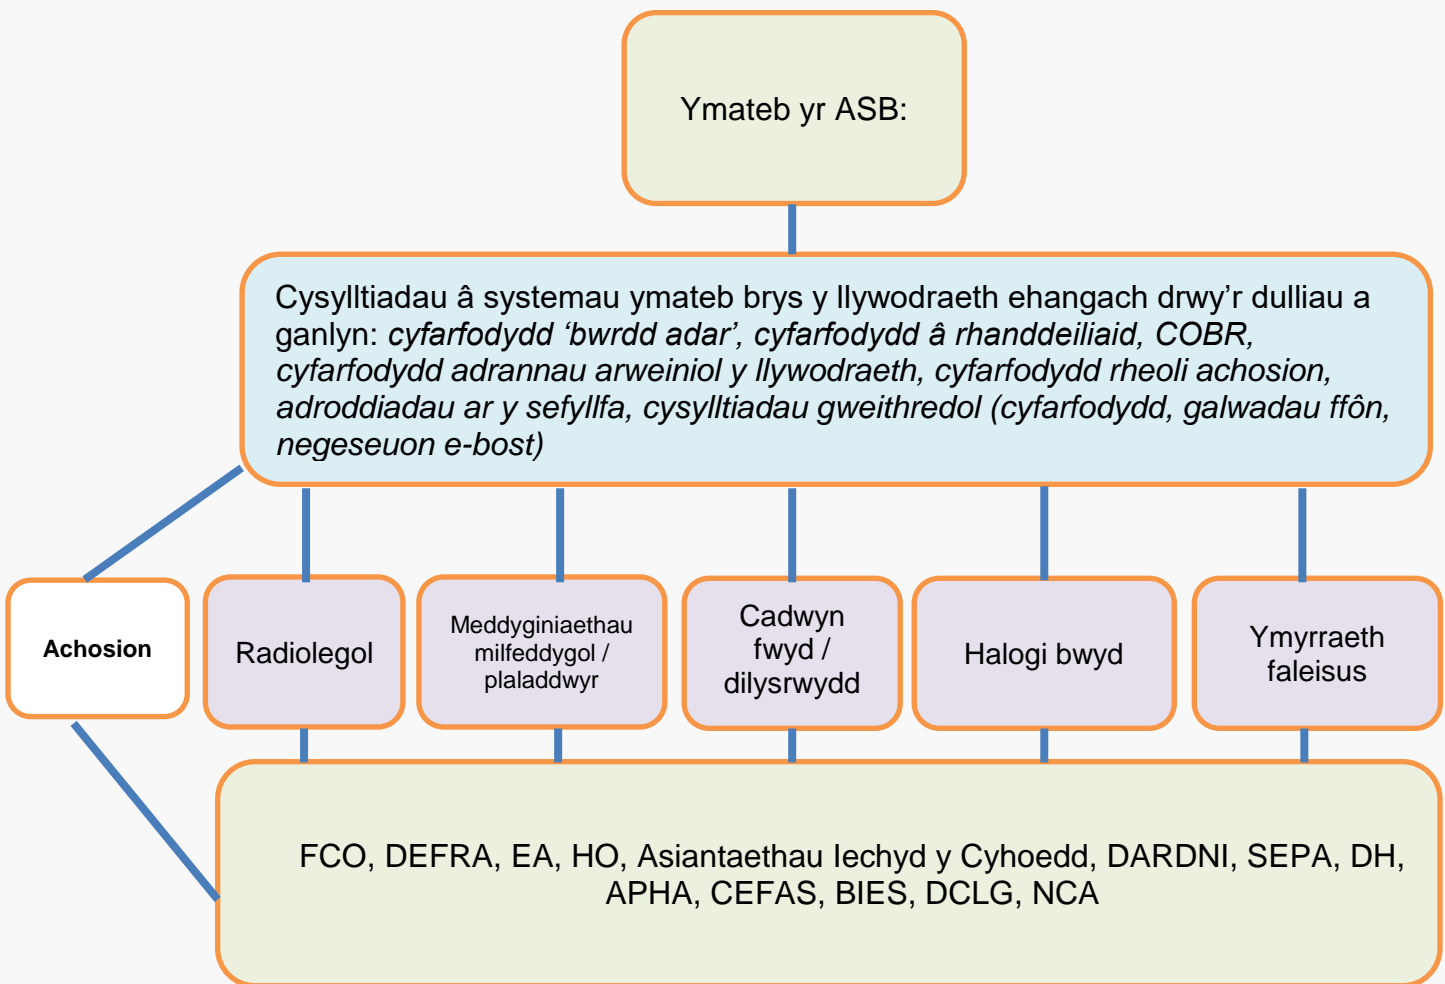 Ymateb yr ASB:
Cysylltiadau â systemau ymateb brys y llywodraeth ehangach drwy’r dulliau a
ganlyn: cyfarfodydd ‘bwrdd adar’, cyfarfodydd â rhanddeiliaid, COBR,
cyfarfodydd adrannau arweiniol y llywodraeth, cyfarfodydd rheoli achosion,
adroddiadau ar y sefyllfa, cysylltiadau gweithredol (cyfarfodydd, galwadau ffôn,
negeseuon e-bost)
Achosion
Radiolegol
Meddyginiaethau
milfeddygol /
plaladdwyr
Cadwyn
fwyd /
dilysrwydd
Halogi bwyd
Ymyrraeth
faleisus
FCO, DEFRA, EA, HO, Asiantaethau Iechyd y Cyhoedd, DARDNI, SEPA, DH,
APHA, CEFAS, BIES, DCLG, NCA